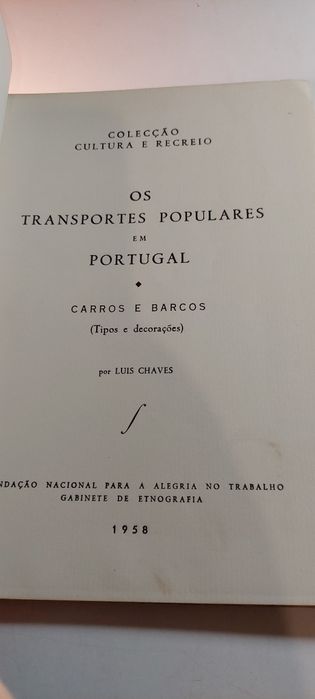 COLECÇÃO
CULTURA E RECREIO
OS
TRANSPORTES POPULARES
EM
PORTUGAL
CARROS E BARCOS
(Tipos e decorações)
por LUIS CHAVES
NDAÇÃO NACIONAL PARA A ALEGRIA NO TRABALHO
GABINETE DE ETNOGRAFIA
1958